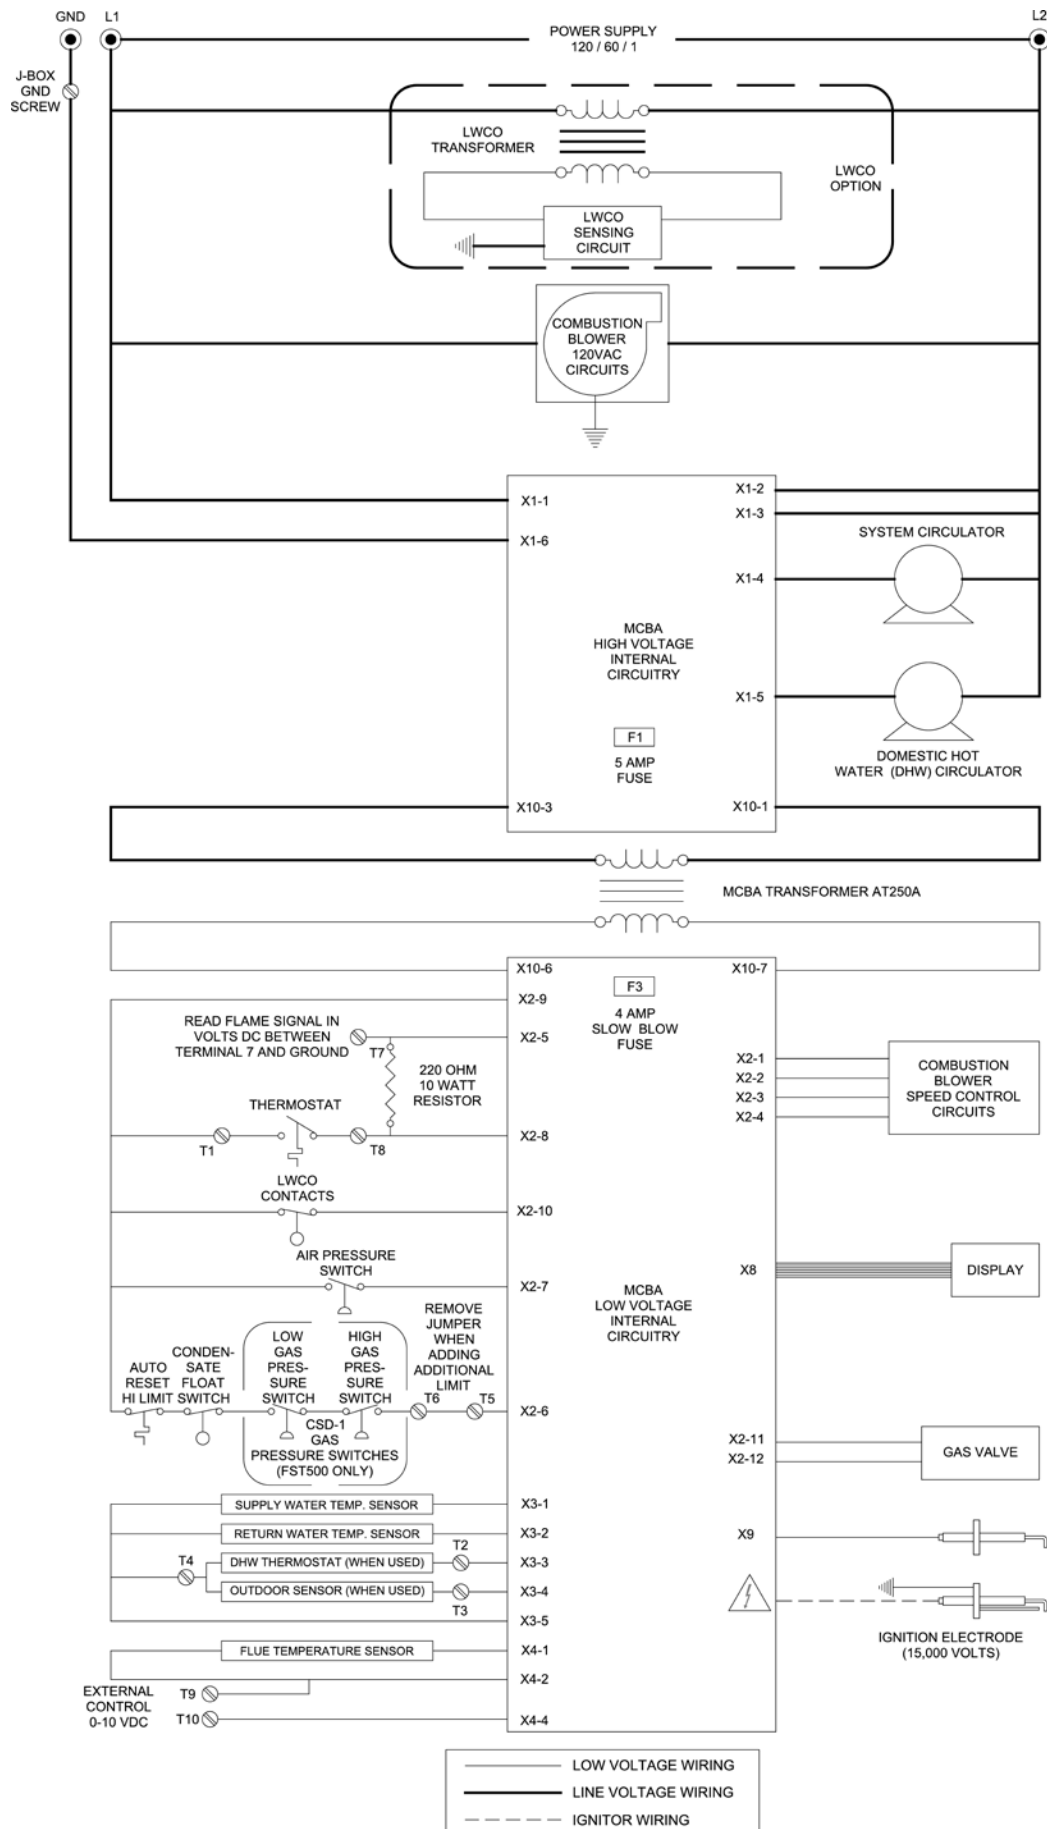 GND
L1
L2
POWER SUPPLY
120 / 60 / 1
J-BOX
GND
SCREW
LWCO
TRANSFORMER
LWCO
OPTION
LWCO
SENSING
CIRCUIT
COMBUSTION
BLOWER
120VAC
CIRCUITS
X1-1
X1-6
X1-2
X1-3
SYSTEM CIRCULATOR
X1-4
MCBA
HIGH VOLTAGE
INTERNAL
CIRCUITRY
X1-5
F1
5 AMP
FUSE
DOMESTIC HOT
WATER (DHW) CIRCULATOR
X10-3
X10-1
MCBA TRANSFORMER AT250A
X10-6
X10-7
X2-9
F3
4 AMP
SLOW BLOW
FUSE
READ FLAME SIGNAL IN
VOLTS DC BETWEEN
TERMINAL 7 AND GROUND
T7
X2-5
220 OHM
10 WATT
RESISTOR
X2-1
X2-2
X2-3
X2-4
COMBUSTION
BLOWER
SPEED CONTROL
CIRCUITS
THERMOSTAT
T1
T8
X2-8
LWCO
CONTACTS
X2-10
AIR PRESSURE
SWITCH
X2-7
X8
DISPLAY
MCBA
LOW VOLTAGE
INTERNAL
CIRCUITRY
AUTO
RESET
HI LIMIT
CONDEN-
SATE
FLOAT
SWITCH
LOW
GAS
PRES-
SURE
SWITCH
HIGH
GAS
PRES-
SURE
SWITCH
REMOVE
JUMPER
WHEN
ADDING
ADDITIONAL
LIMIT
T6
T5
X2-6
CSD-1
GAS
PRESSURE SWITCHES
(FST500 ONLY)
X2-11
X2-12
GAS VALVE
SUPPLY WATER TEMP. SENSOR
X3-1
RETURN WATER TEMP. SENSOR
X3-2
X9
T4
DHW THERMOSTAT (WHEN USED)
T2
X3-3
OUTDOOR SENSOR (WHEN USED)
T3
X3-4
X3-5
IGNITION ELECTRODE
(15,000 VOLTS)
FLUE TEMPERATURE SENSOR
X4-1
X4-2
EXTERNAL
CONTROL
0-10 VDC
T9
T10
X4-4
LOW VOLTAGE WIRING
LINE VOLTAGE WIRING
IGNITOR WIRING